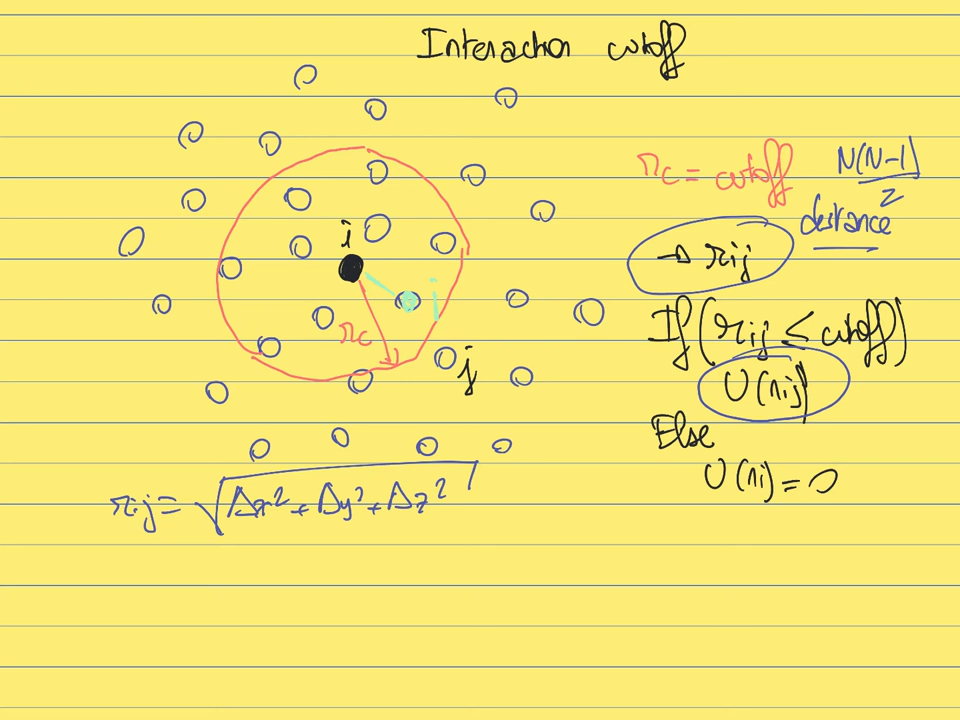 Interaction cutoff
rc = cutoff
N(N-1)/2
distance
→ rij
i
j
rc
j
If (rij ≤ cutoff)
U(rij)
Else
U(rij) = 0
rij = √Δx² + Δy² + Δz²